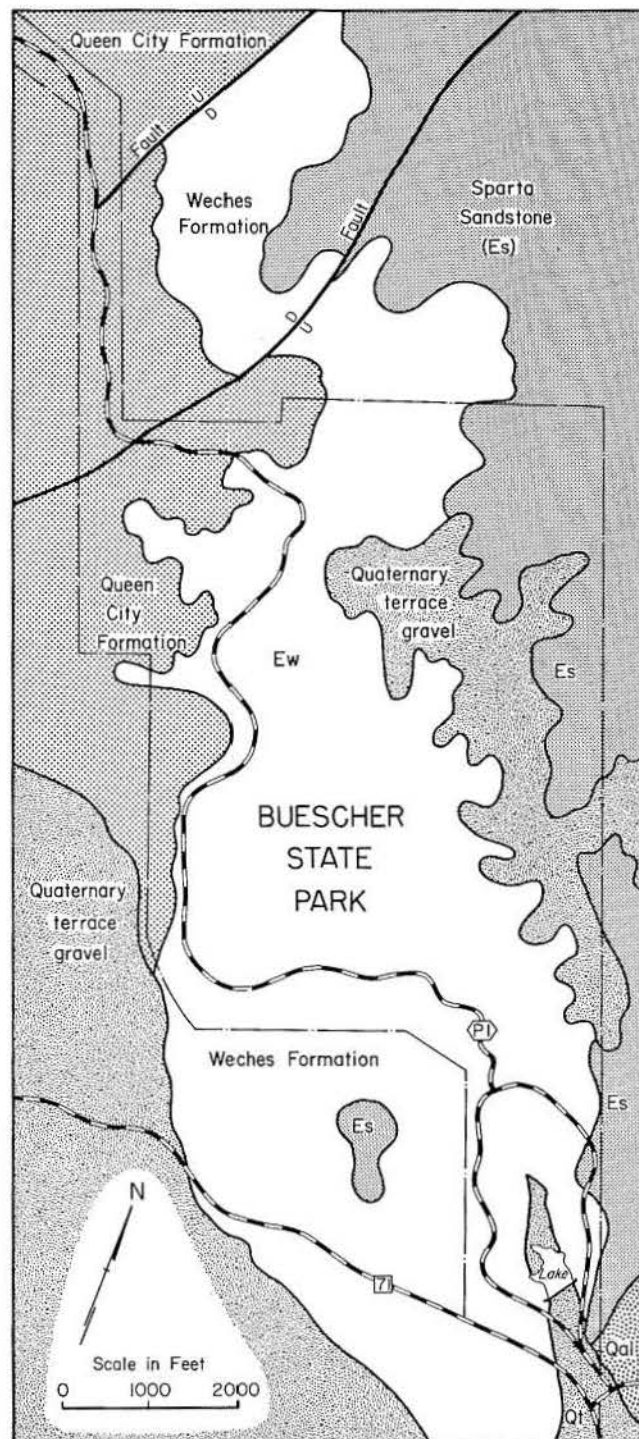 Queen City Formation
Fault
U
D
Weches
Formation
Sparta
Sandstone
(Es)
Fault
D
U
Quaternary
terrace
gravel
Queen
City
Formation
Ew
Es
BUESCHER
STATE
PARK
Quaternary
terrace
gravel
P1
Weches Formation
Es
Es
N
Lake
71
Scale in Feet
0 1000 2000
Qal
Qt